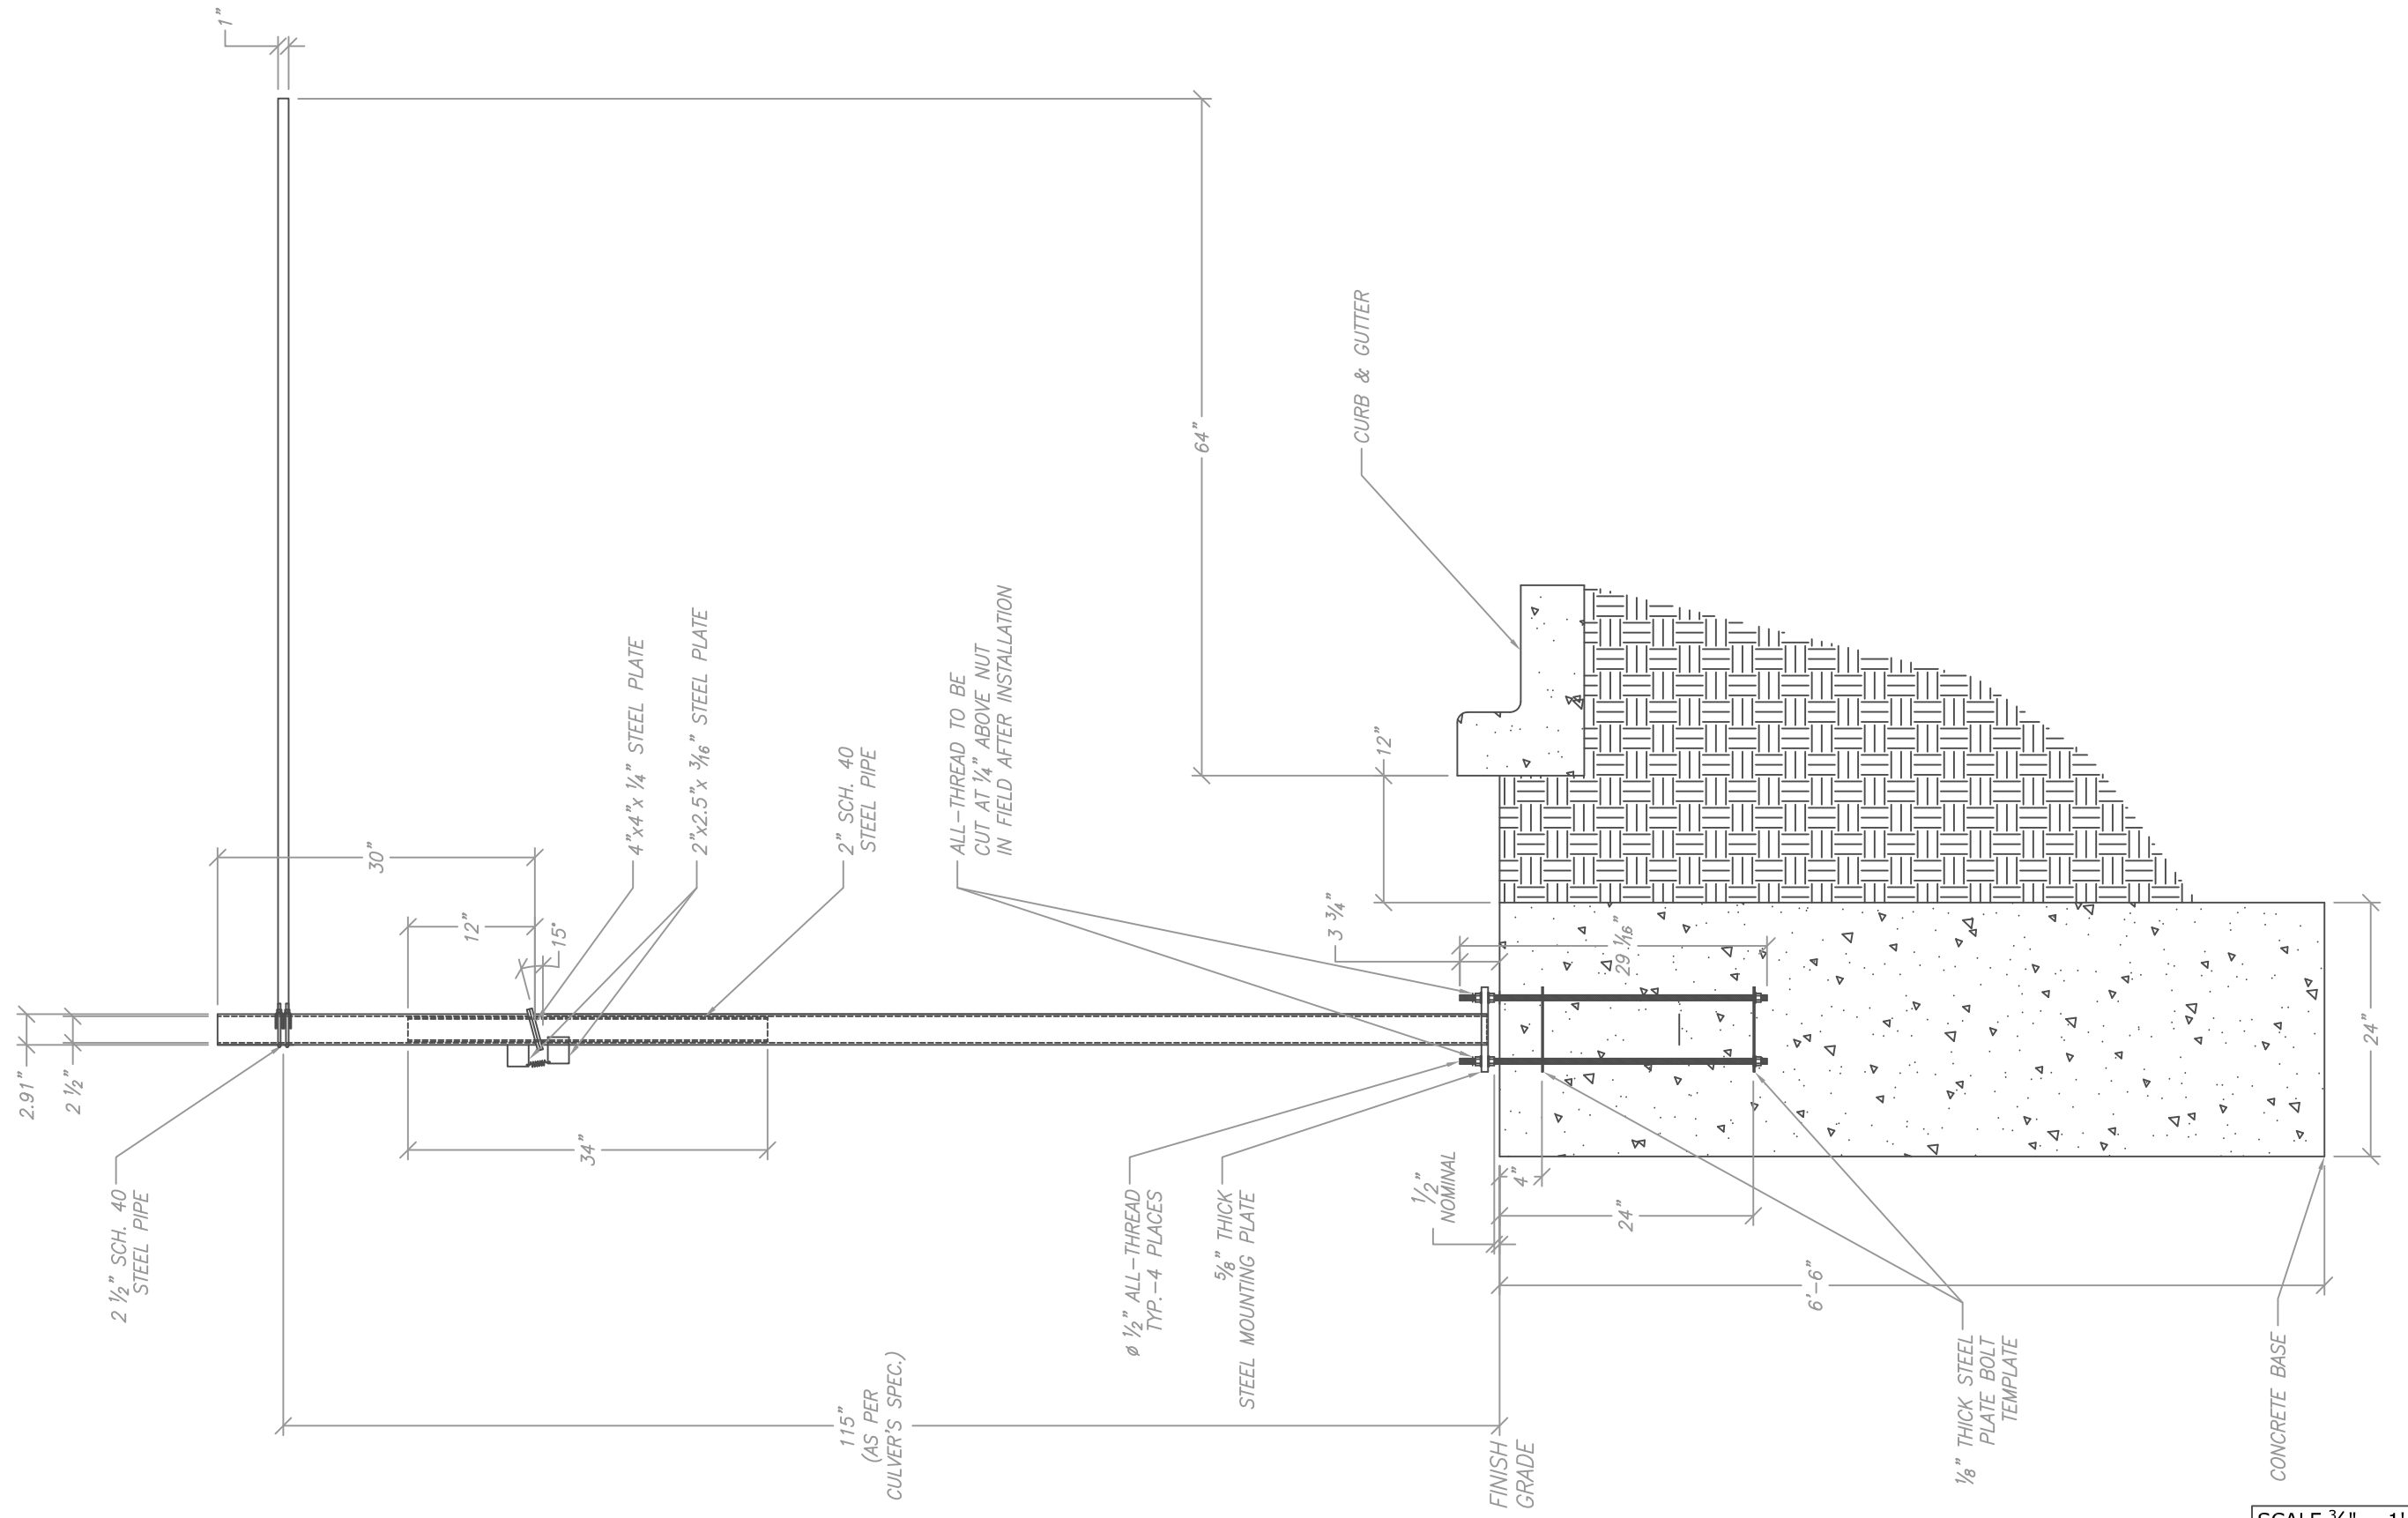 1"
2.91"
2 ½"
2 ½" SCH. 40
STEEL PIPE
30"
12"
15°
34"
4"x4"x ¼" STEEL PLATE
2"x2.5"x 3⁄16" STEEL PLATE
2" SCH. 40
STEEL PIPE
ALL-THREAD TO BE
CUT AT ¼" ABOVE NUT
IN FIELD AFTER INSTALLATION
64"
CURB & GUTTER
12"
3 ¾"
29 1⁄16"
ø ½" ALL-THREAD
TYP.-4 PLACES
⅝" THICK
STEEL MOUNTING PLATE
½"
NOMINAL
4"
24"
6'-6"
24"
115"
(AS PER
CULVER'S SPEC.)
FINISH
GRADE
⅛" THICK STEEL
PLATE BOLT
TEMPLATE
CONCRETE BASE